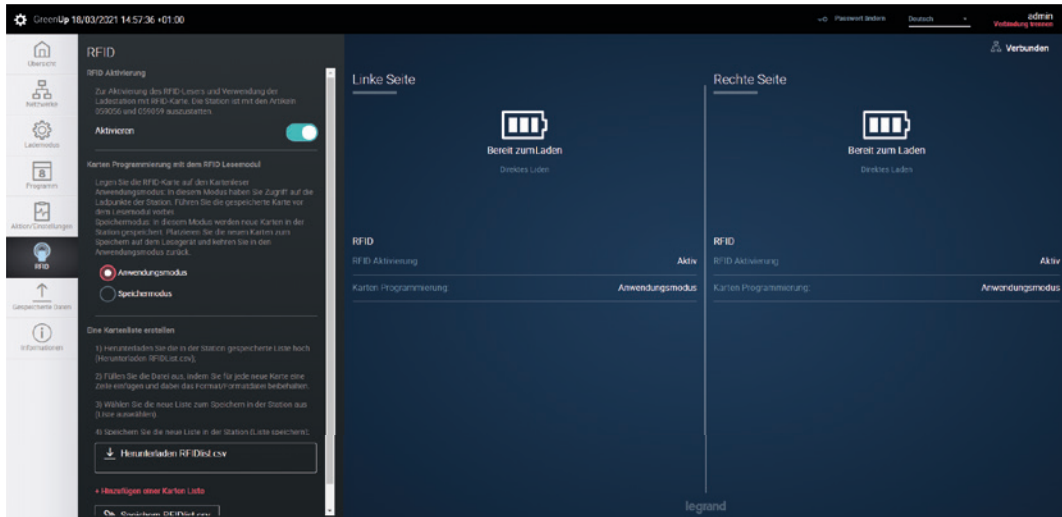 GreenUp 18/03/2021 14:57:36 +01:00
Passwort ändern
Deutsch
admin
Verbindung trennen
Übersicht
Netzwerke
Lademodus
8
Programm
Aktion/Einstellungen
RFID
Gespeicherte Daten
Informationen
RFID
RFID Aktivierung
Zur Aktivierung des RFID-Lesers und Verwendung der
Ladestation mit RFID-Karte. Die Station ist mit den Artikeln
059056 und 059059 auszustatten.
Aktivieren
Karten Programmierung mit dem RFID Lesemodul
Legen Sie die RFID-Karte auf den Kartenleser
Anwendungsmodus: In diesem Modus haben Sie Zugriff auf die
Ladpunkte der Station. Führen Sie die gespeicherte Karte vor
dem Lesemodul vorbei.
Speichermodus: In diesem Modus werden neue Karten in der
Station gespeichert. Platzieren Sie die neuen Karten zum
Speichern auf dem Lesegerät und kehren Sie in den
Anwendungsmodus zurück.
Anwendungsmodus
Speichermodus
Eine Kartenliste erstellen
1) Herunterladen Sie die in der Station gespeicherte Liste hoch
(Herunterladen RFIDList.csv),
2) Füllen Sie die Datei aus, indem Sie für jede neue Karte eine
Zeile einfügen und dabei das Format/Formatdatei beibehalten.
3) Wählen Sie die neue Liste zum Speichern in der Station aus
(Liste auswählen)
4) Speichern Sie die neue Liste in der Station (Liste speichern).
Herunterladen RFIDlist.csv
+ Hinzufügen einer Karten Liste
Speichern RFIDlist.csv
Verbunden
Linke Seite
Bereit zum Laden
Direktes Laden
RFID
RFID Aktivierung
Aktiv
Karten Programmierung:
Anwendungsmodus
Rechte Seite
Bereit zum Laden
Direktes Laden
RFID
RFID Aktivierung
Aktiv
Karten Programmierung:
Anwendungsmodus
legrand